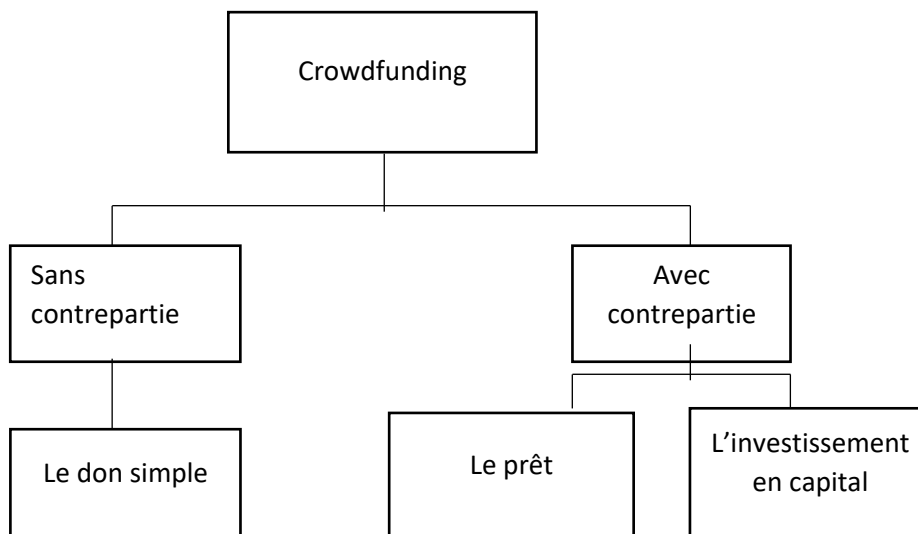 Crowdfunding
Sans
contrepartie
Avec
contrepartie
Le don simple
Le prêt
L’investissement
en capital